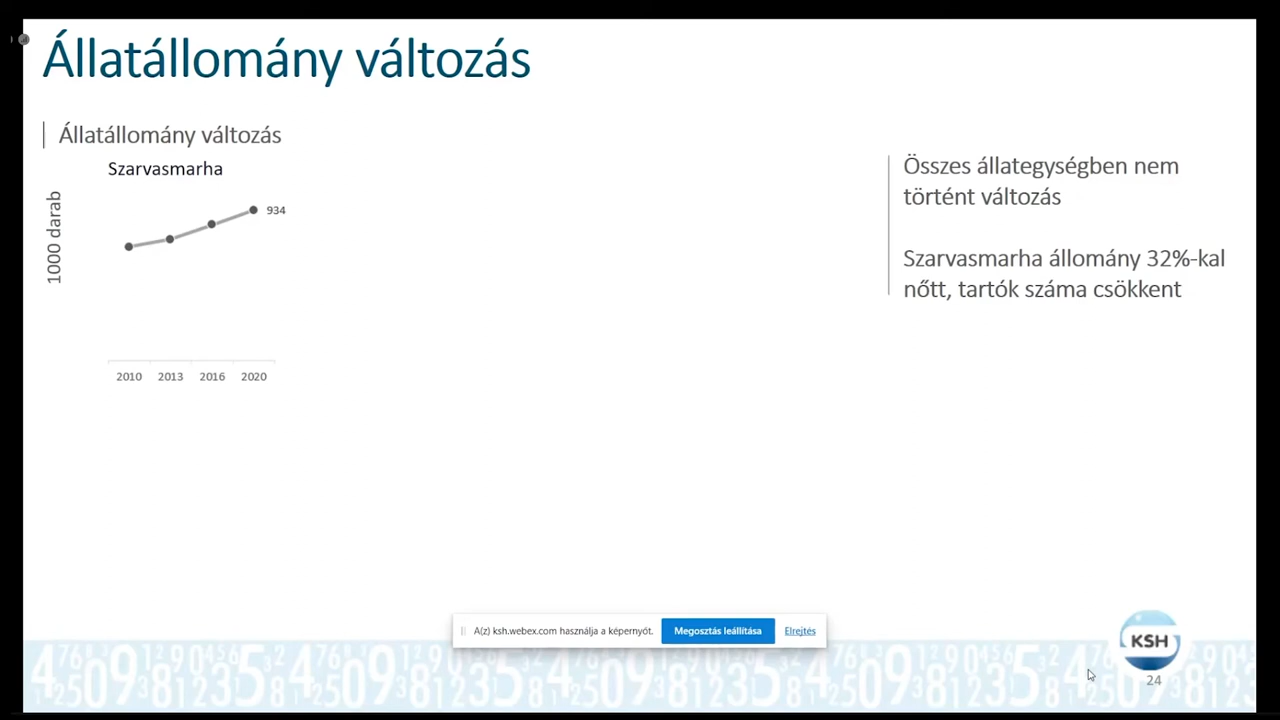 Állatállomány változás
Állatállomány változás
Szarvasmarha
1000 darab
934
2010 2013 2016 2020
Összes állategységben nem
történt változás
Szarvasmarha állomány 32%-kal
nőtt, tartók száma csökkent
A(z) ksh.webex.com használja a képernyőt. Megosztás leállítása Elrejtés
KSH
24